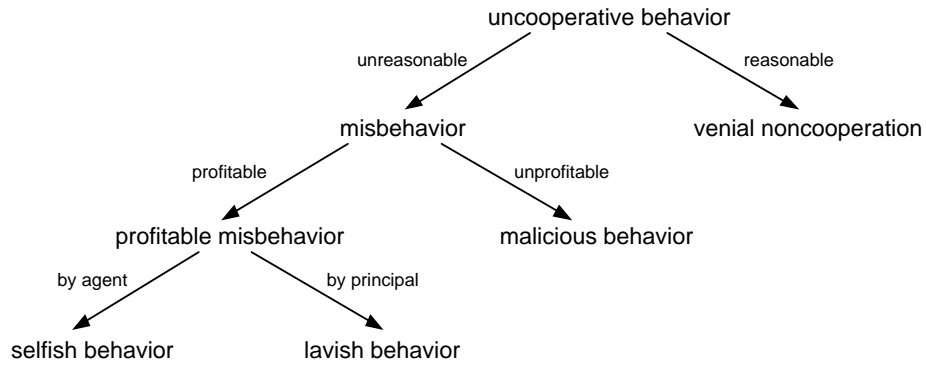 uncooperative behavior
unreasonable
reasonable
misbehavior
venial noncooperation
profitable
unprofitable
profitable misbehavior
malicious behavior
by agent
by principal
selfish behavior
lavish behavior